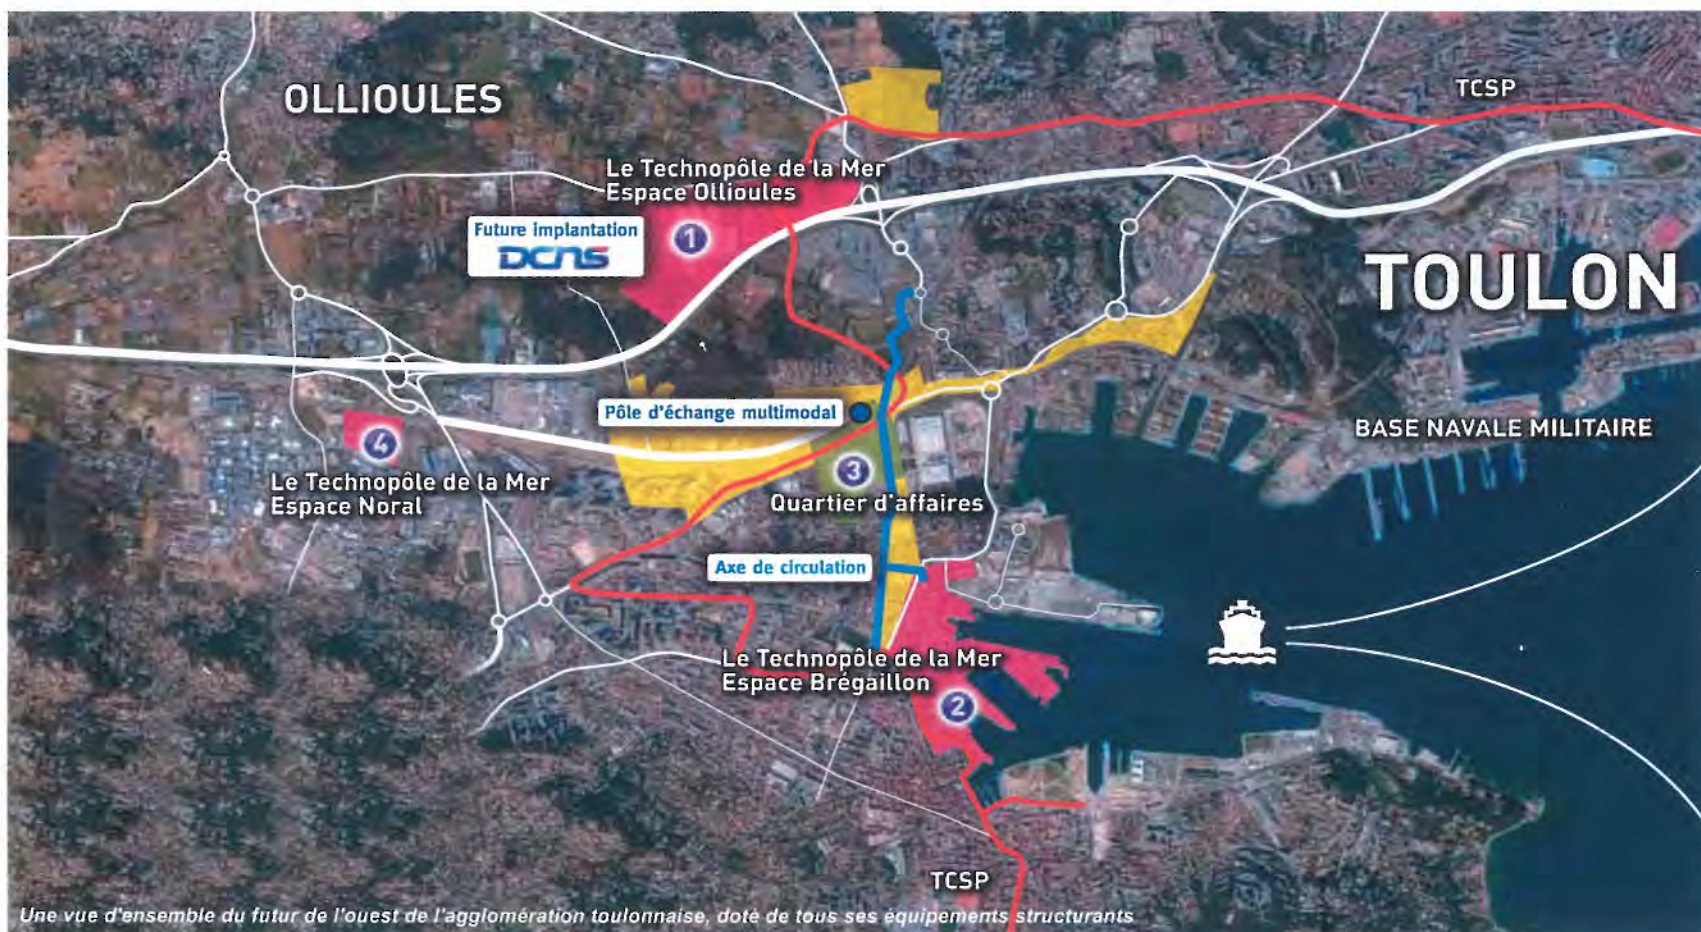 OLLIOULES
TCSP
Le Technopôle de la Mer
Espace Ollioules
Future implantation
DCNS
1
TOULON
Pôle d'échange multimodal
BASE NAVALE MILITAIRE
4
Le Technopôle de la Mer
Espace Noral
3
Quartier d'affaires
Axe de circulation
Le Technopôle de la Mer
Espace Brégaillon
2
TCSP
Une vue d'ensemble du futur de l'ouest de l'agglomération toulonnaise, doté de tous ses équipements structurants